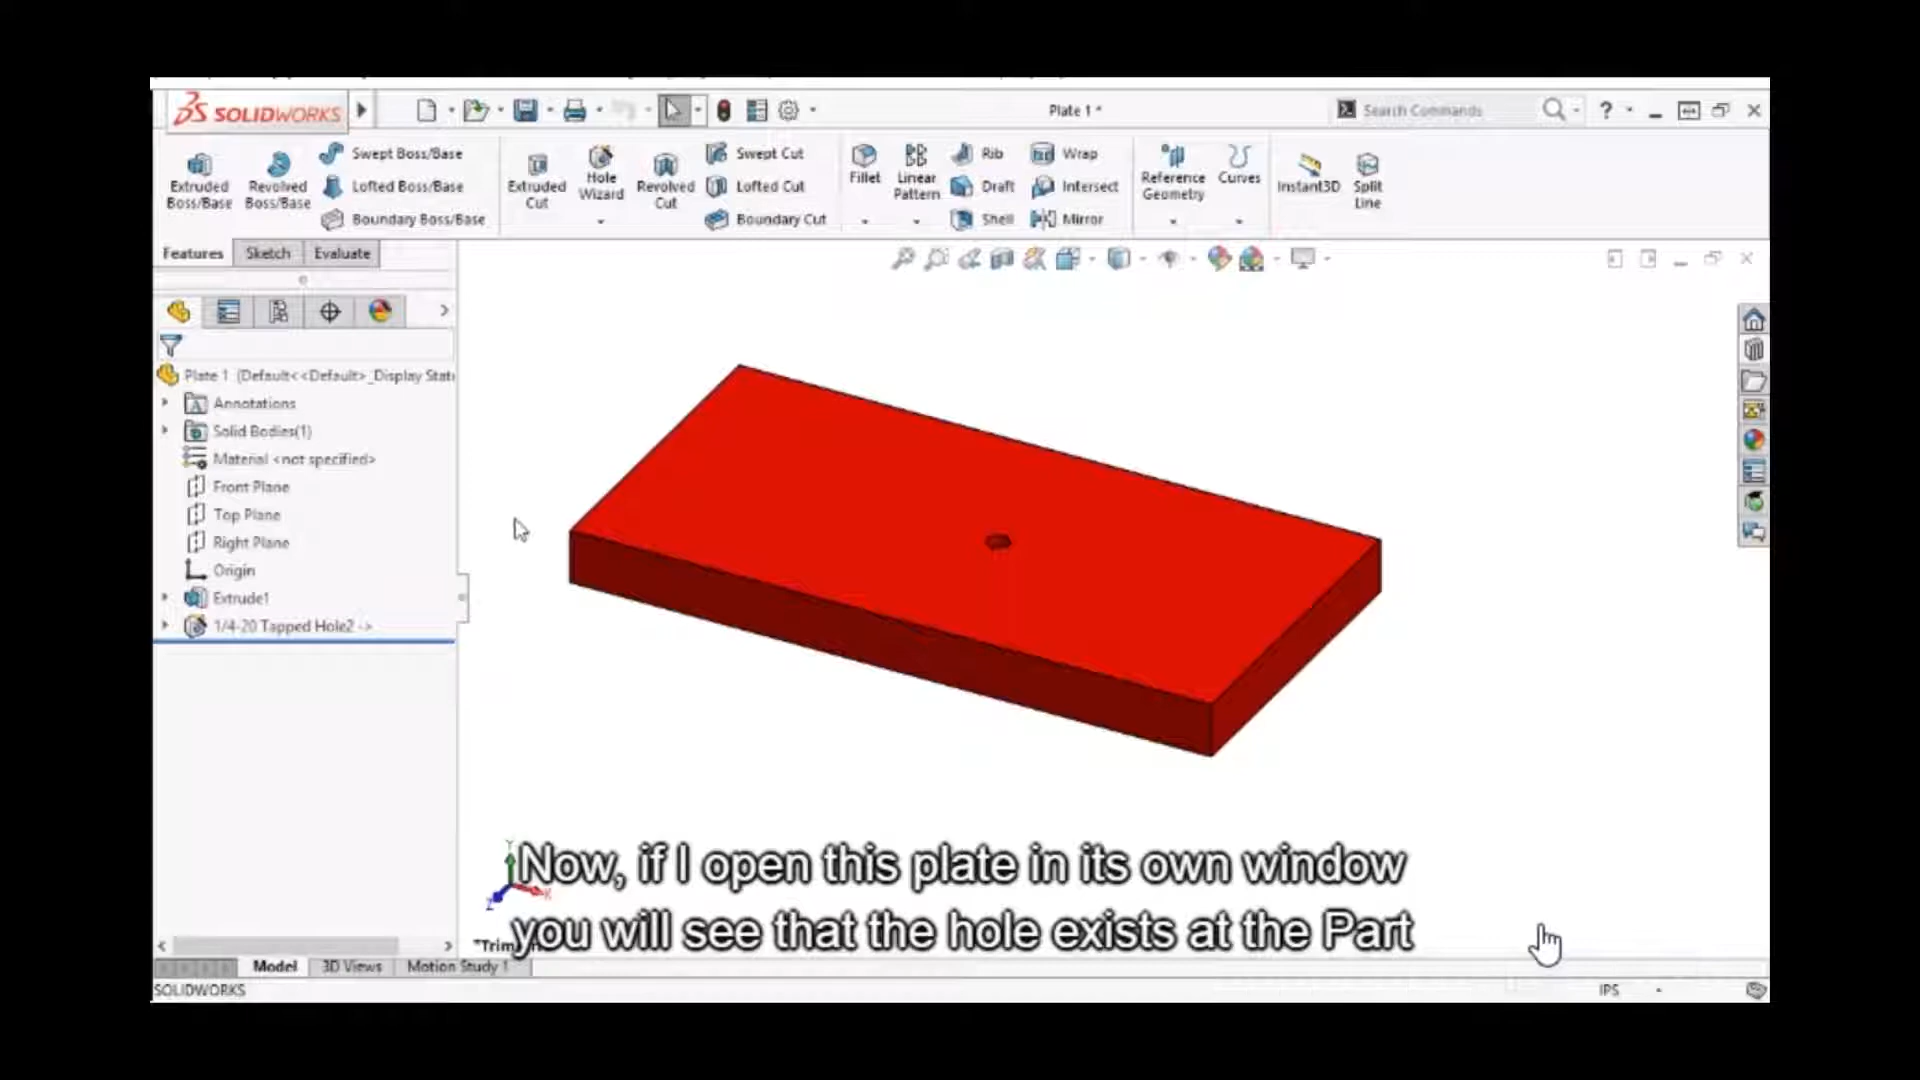 SOLIDWORKS
Plate 1 *
Search Commands
?
Extruded Boss/Base
Revolved Boss/Base
Swept Boss/Base
Lofted Boss/Base
Boundary Boss/Base
Extruded Cut
Hole Wizard
Revolved Cut
Swept Cut
Lofted Cut
Boundary Cut
Fillet
Linear Pattern
Rib
Draft
Shell
Wrap
Intersect
Mirror
Reference Geometry
Curves
Instant3D
Split Line
Features
Sketch
Evaluate
Plate 1 (Default<<Default>_Display Stat
Annotations
Solid Bodies(1)
Material <not specified>
Front Plane
Top Plane
Right Plane
Origin
Extrude1
1/4-20 Tapped Hole2 ->
Now, if I open this plate in its own window
you will see that the hole exists at the Part
Y
Z
X
*Trim
Model
3D Views
Motion Study 1
SOLIDWORKS
IPS